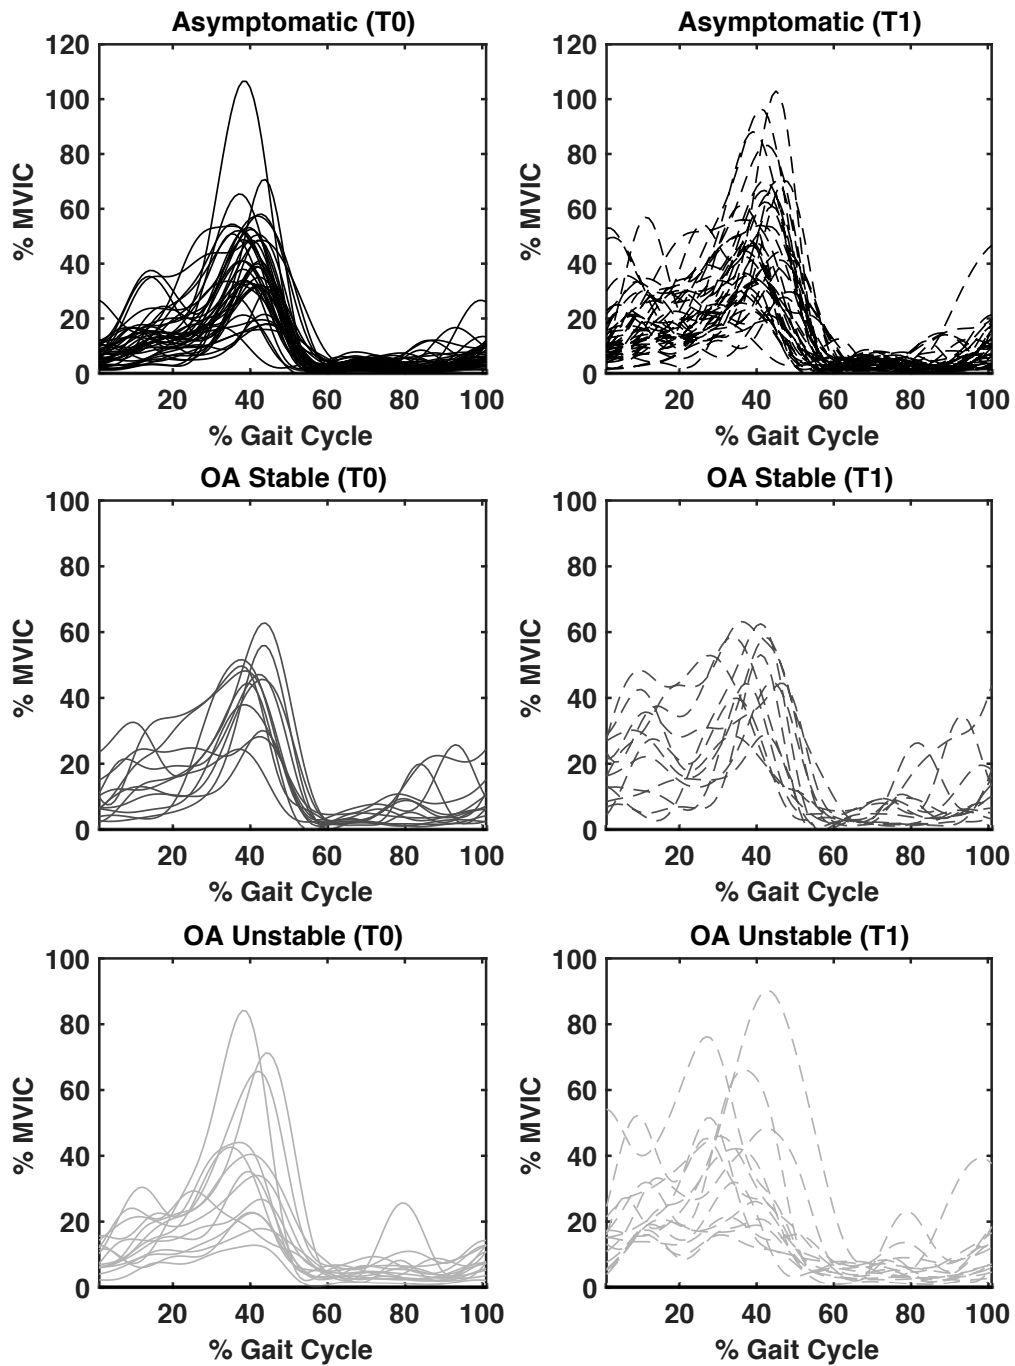 Asymptomatic (T0)
120
100
80
60
40
20
0
% MVIC
20 40 60 80 100
% Gait Cycle
Asymptomatic (T1)
120
100
80
60
40
20
0
% MVIC
20 40 60 80 100
% Gait Cycle
OA Stable (T0)
100
80
60
40
20
0
% MVIC
20 40 60 80 100
% Gait Cycle
OA Stable (T1)
100
80
60
40
20
0
% MVIC
20 40 60 80 100
% Gait Cycle
OA Unstable (T0)
100
80
60
40
20
0
% MVIC
20 40 60 80 100
% Gait Cycle
OA Unstable (T1)
100
80
60
40
20
0
% MVIC
20 40 60 80 100
% Gait Cycle